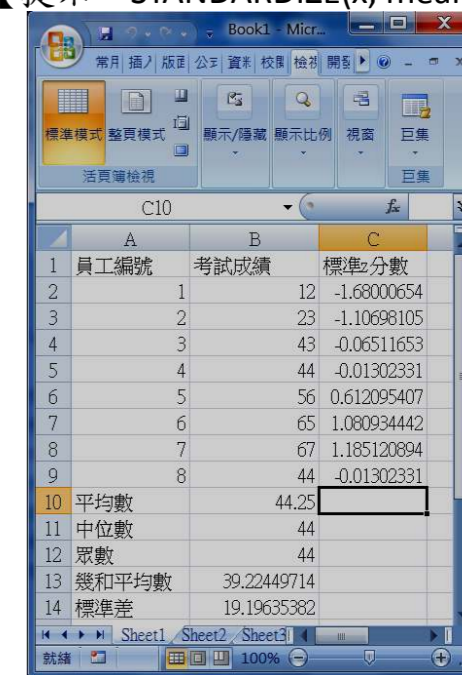 提示 STANDARDIZE(x, mean
Book1 - Micr...
常用 插入 版面 公式 資料 校閱 檢視 開發
標準模式 整頁模式 顯示/隱藏 顯示比例 視窗 巨集
活頁簿檢視 巨集
C10 fx
A B C
1 員工編號 考試成績 標準z分數
2 1 12 -1.68000654
3 2 23 -1.10698105
4 3 43 -0.06511653
5 4 44 -0.01302331
6 5 56 0.612095407
7 6 65 1.080934442
8 7 67 1.185120894
9 8 44 -0.01302331
10 平均數 44.25
11 中位數 44
12 眾數 44
13 幾和平均數 39.22449714
14 標準差 19.19635382
Sheet1 Sheet2 Sheet3
就緒 100%